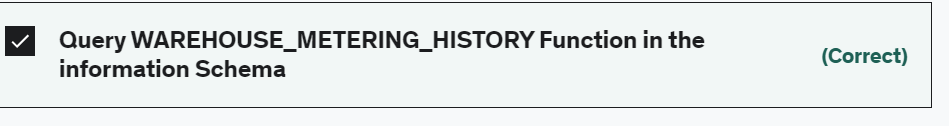 Query WAREHOUSE_METERING_HISTORY Function in the
information Schema
(Correct)